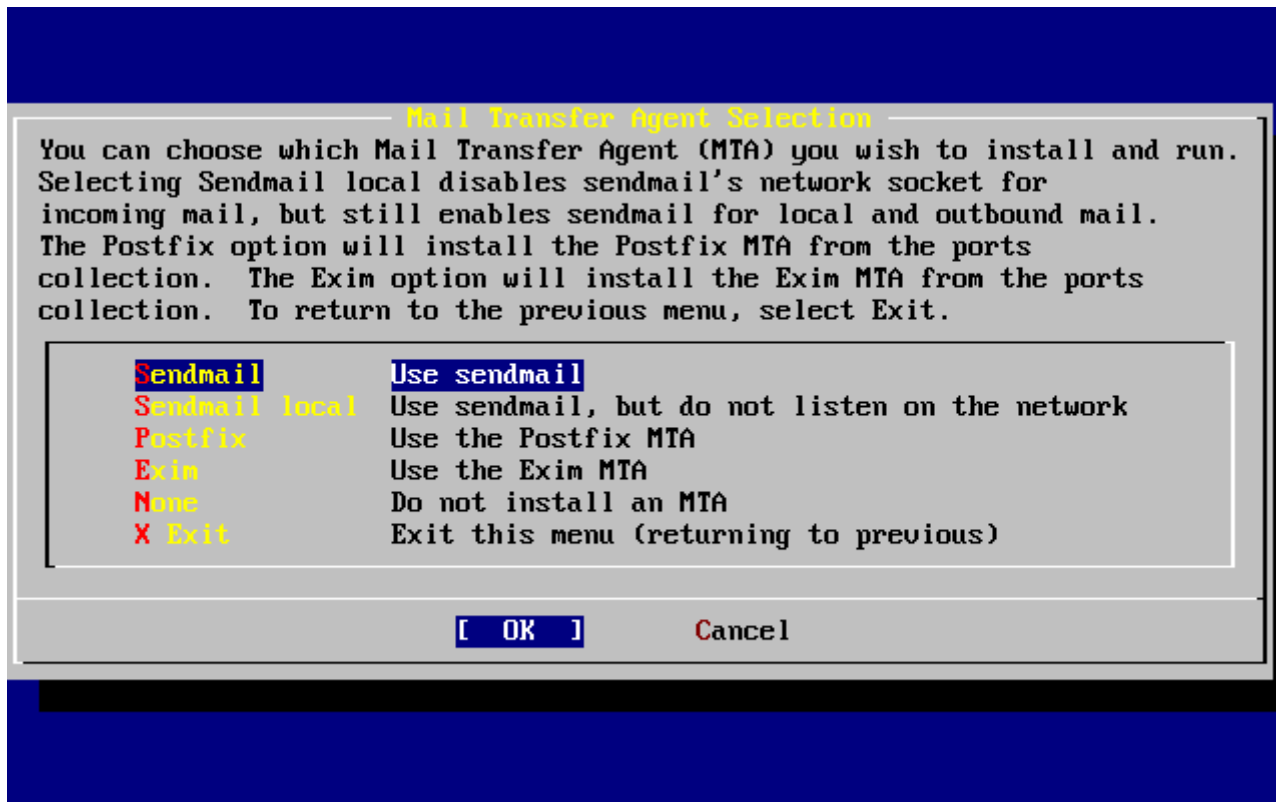 Mail Transfer Agent Selection
You can choose which Mail Transfer Agent (MTA) you wish to install and run.
Selecting Sendmail local disables sendmail's network socket for
incoming mail, but still enables sendmail for local and outbound mail.
The Postfix option will install the Postfix MTA from the ports
collection.  The Exim option will install the Exim MTA from the ports
collection.  To return to the previous menu, select Exit.
Sendmail Use sendmail
Sendmail local Use sendmail, but do not listen on the network
Postfix Use the Postfix MTA
Exim Use the Exim MTA
None Do not install an MTA
X Exit Exit this menu (returning to previous)
[  OK  ] Cancel